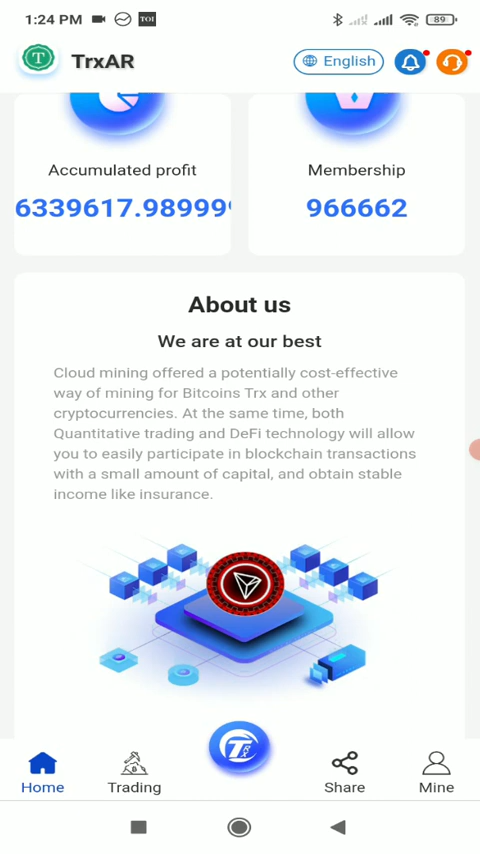 1:24 PM TOI 89
T TrxAR English
Accumulated profit Membership
6339617.989999 966662
About us
We are at our best
Cloud mining offered a potentially cost-effective
way of mining for Bitcoins Trx and other
cryptocurrencies. At the same time, both
Quantitative trading and DeFi technology will allow
you to easily participate in blockchain transactions
with a small amount of capital, and obtain stable
income like insurance.
Home Trading Share Mine